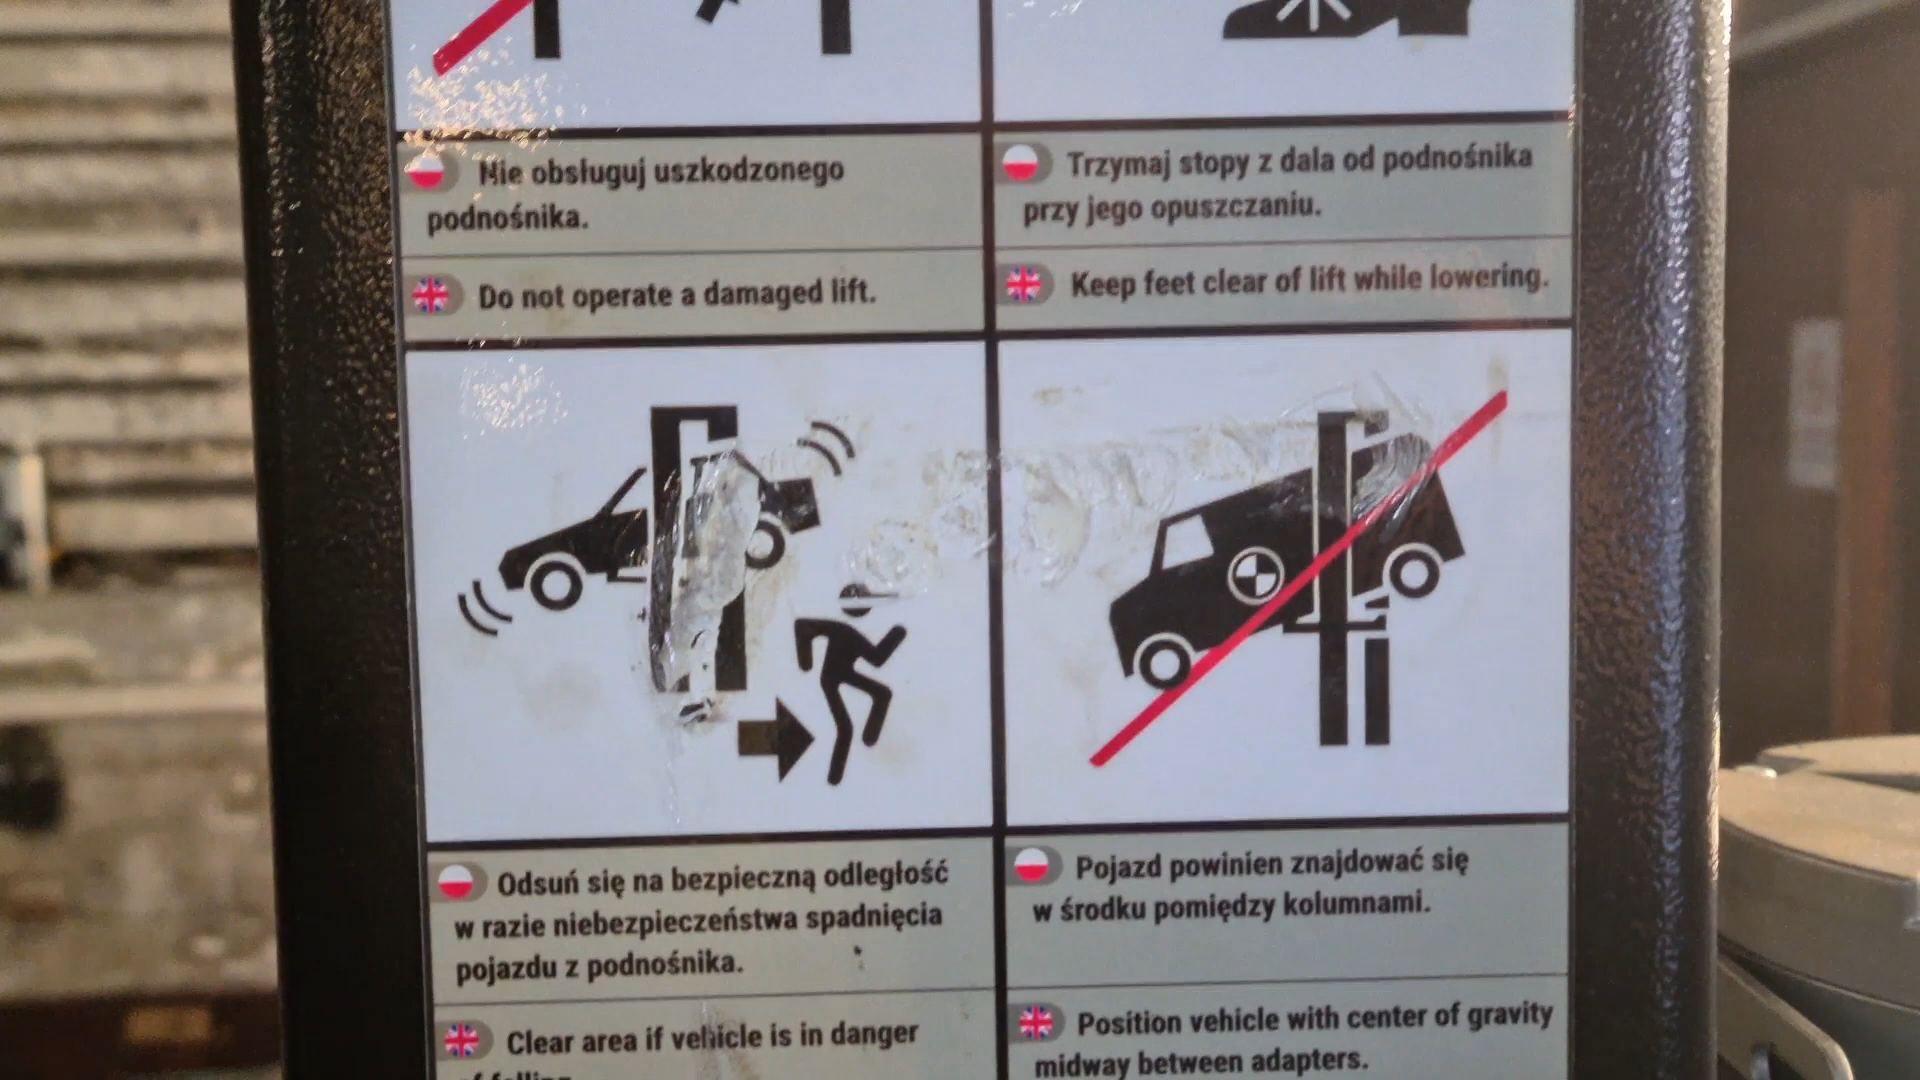 Nie obsługuj uszkodzonego
podnośnika.
Do not operate a damaged lift.
Trzymaj stopy z dala od podnośnika
przy jego opuszczaniu.
Keep feet clear of lift while lowering.
Odsuń się na bezpieczną odległość
w razie niebezpieczeństwa spadnięcia
pojazdu z podnośnika.
Clear area if vehicle is in danger
of falling
Pojazd powinien znajdować się
w środku pomiędzy kolumnami.
Position vehicle with center of gravity
midway between adapters.